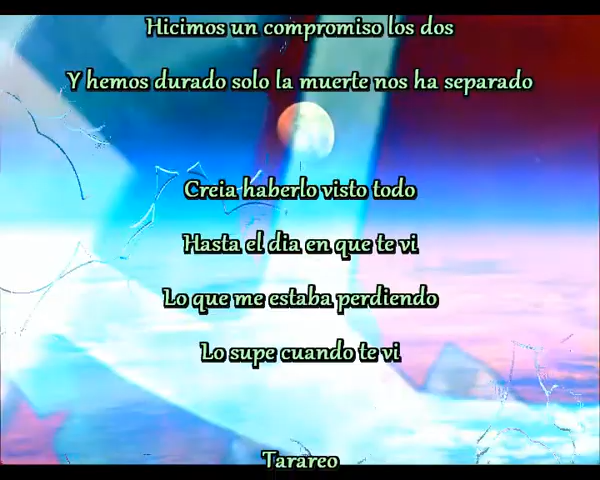 Hicimos un compromiso los dos
Y hemos durado solo la muerte nos ha separado
Creia haberlo visto todo
Hasta el dia en que te vi
Lo que me estaba perdiendo
Lo supe cuando te vi
Tarareo